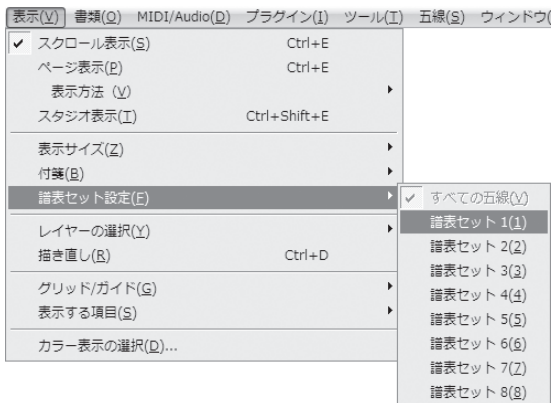 表示(V) 書類(O) MIDI/Audio(D) プラグイン(I) ツール(T) 五線(S) ウィンドウ(
✓ スクロール表示(S) Ctrl+E
ページ表示(P) Ctrl+E
表示方法 (V)
スタジオ表示(T) Ctrl+Shift+E
表示サイズ(Z)
付箋(B)
譜表セット設定(F)
✓ すべての五線(V)
譜表セット 1(1)
レイヤーの選択(Y)
譜表セット 2(2)
描き直し(R) Ctrl+D
譜表セット 3(3)
グリッド/ガイド(G)
譜表セット 4(4)
表示する項目(S)
譜表セット 5(5)
カラー表示の選択(D)...
譜表セット 6(6)
譜表セット 7(7)
譜表セット 8(8)